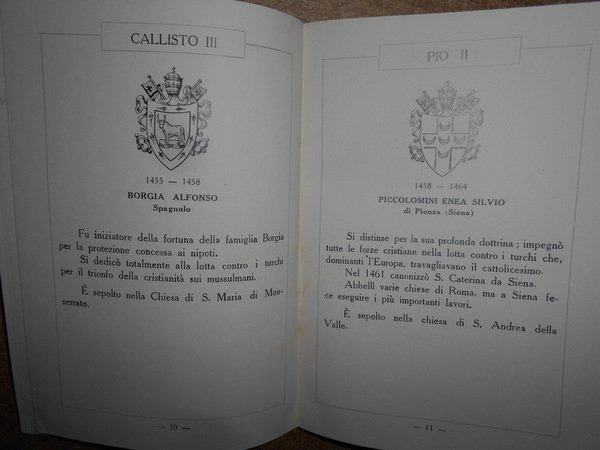 CALLISTO III
1455 — 1458
BORGIA ALFONSO
Spagnolo
Fu iniziatore della fortuna della famiglia Borgia
per la protezione concessa ai nipoti.
Si dedicò totalmente alla lotta contro i turchi
per il trionfo della cristianità sui mussulmani.
È sepolto nella Chiesa di S. Maria di Mon-
serrato.
— 10 —
PIO II
1458 — 1464
PICCOLOMINI ENEA SILVIO
di Pienza (Siena)
Si distinse per la sua profonda dottrina; impegnò
tutte le forze cristiane nella lotta contro i turchi che,
dominanti l'Europa, travagliavano il cattolicesimo.
Nel 1461 canonizzò S. Caterina da Siena.
Abbellì varie chiese di Roma, ma a Siena fe-
ce eseguire i più importanti lavori.
È sepolto nella chiesa di S. Andrea della
Valle.
— 11 —